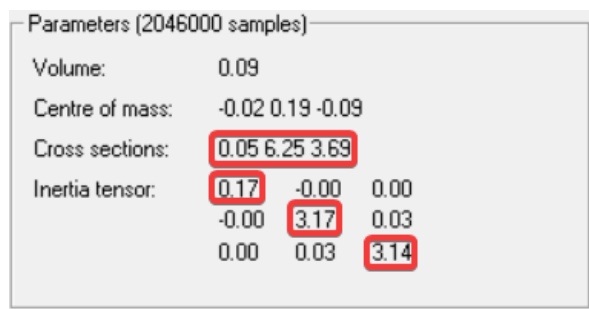 Parameters (2046000 samples)
Volume: 0.09
Centre of mass: -0.02 0.19 -0.09
Cross sections: 0.05 6.25 3.69
Inertia tensor: 0.17 -0.00 0.00
-0.00 3.17 0.03
0.00 0.03 3.14